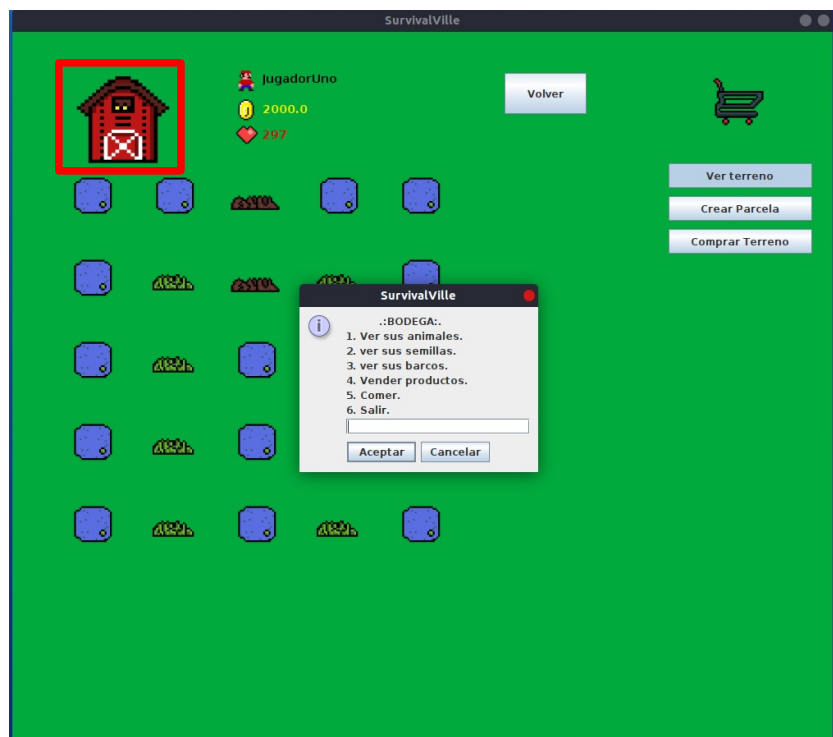 SurvivalVille
JugadorUno
2000.0
297
Volver
Ver terreno
Crear Parcela
Comprar Terreno
SurvivalVille
.:BODEGA:.
1. Ver sus animales.
2. ver sus semillas.
3. ver sus barcos.
4. Vender productos.
5. Comer.
6. Salir.
Aceptar Cancelar